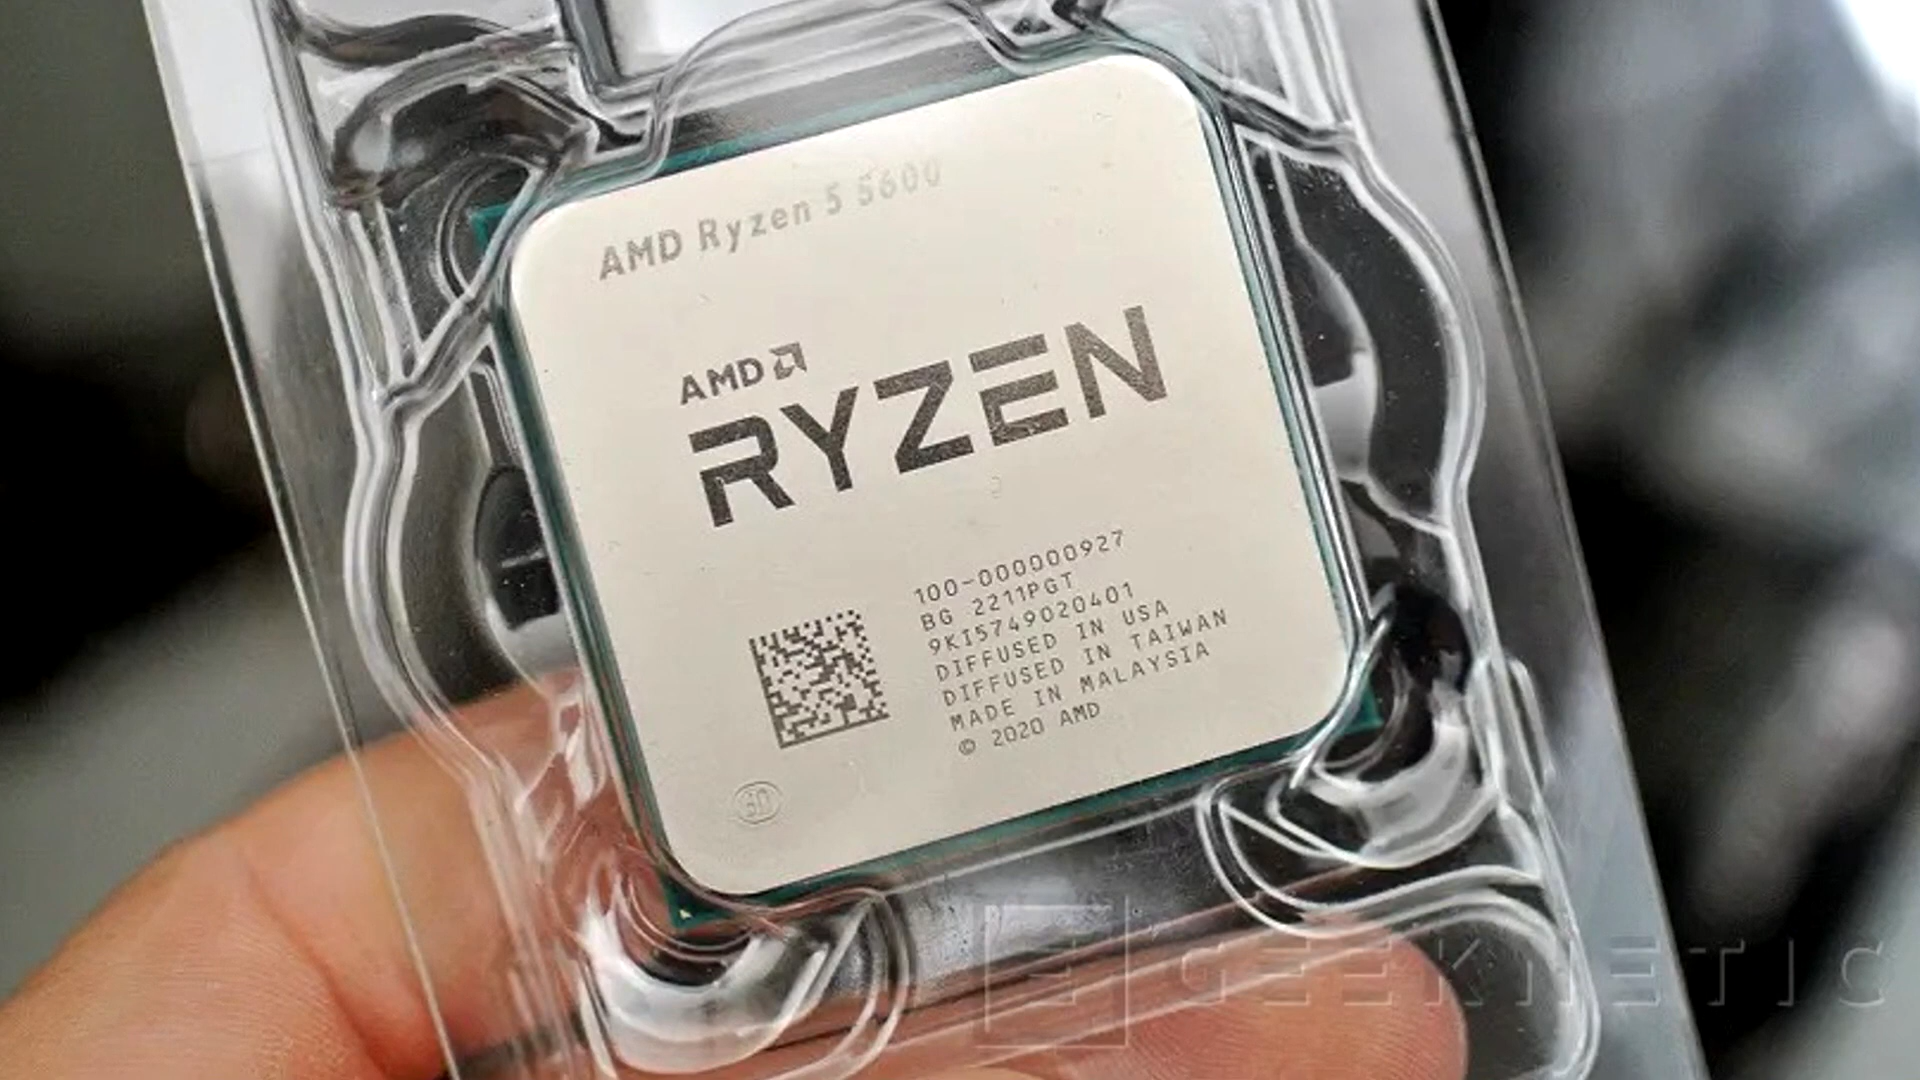 AMD Ryzen 5 5600
AMD
RYZEN
100-000000927
BG 2211PGT
9KI5749020401
DIFFUSED IN USA
DIFFUSED IN TAIWAN
MADE IN MALAYSIA
© 2020 AMD
GEEKNETIC